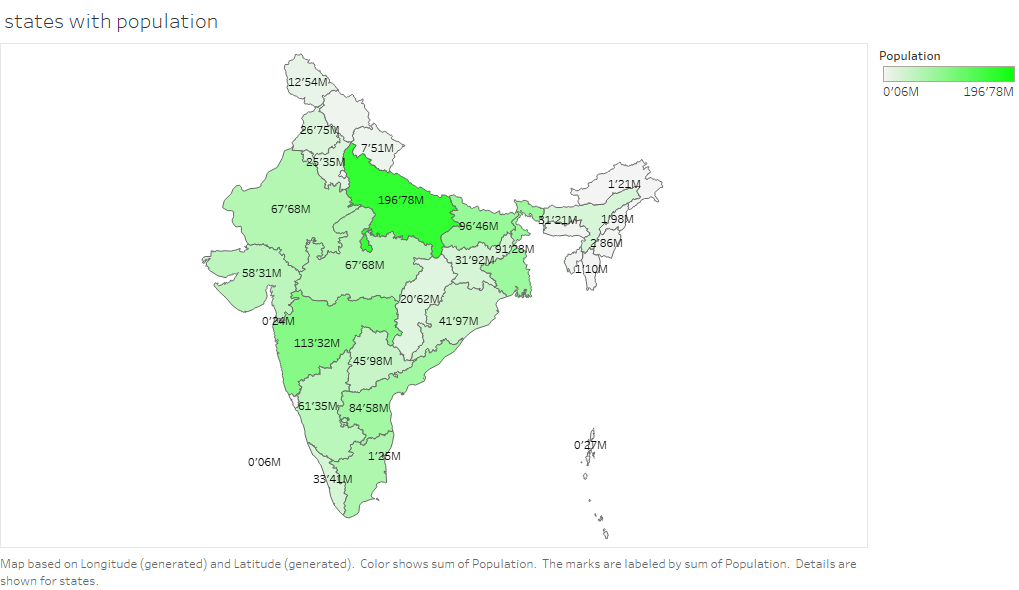 states with population
Population
0’06M 196’78M
12’54M
26’75M
7’51M
25’35M
1’21M
196’78M
67’68M
31’21M
1’98M
96’46M
2’86M
91’28M
31’92M
67’68M
1’10M
58’31M
20’62M
0’24M
41’97M
113’32M
45’98M
61’35M
84’58M
0’27M
1’25M
0’06M
33’41M
Map based on Longitude (generated) and Latitude (generated).  Color shows sum of Population.  The marks are labeled by sum of Population.  Details are
shown for states.